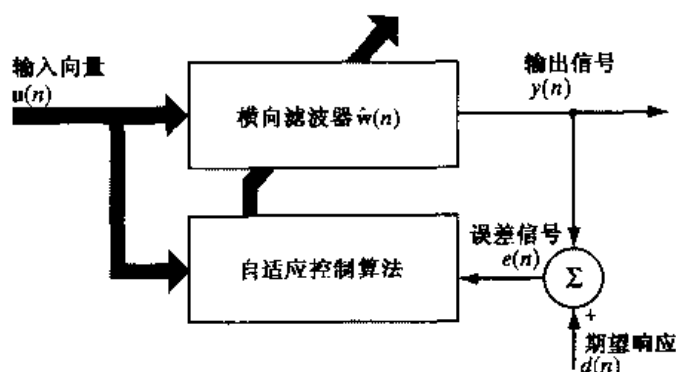 输入向量
u(n)
横向滤波器ŵ(n)
输出信号
y(n)
自适应控制算法
误差信号
e(n)
Σ
+
期望响应
d(n)